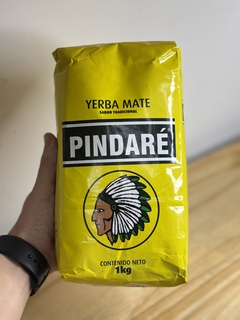 YERBA MATE
SABOR TRADICIONAL
PINDARÉ
CONTENIDO NETO
1kg